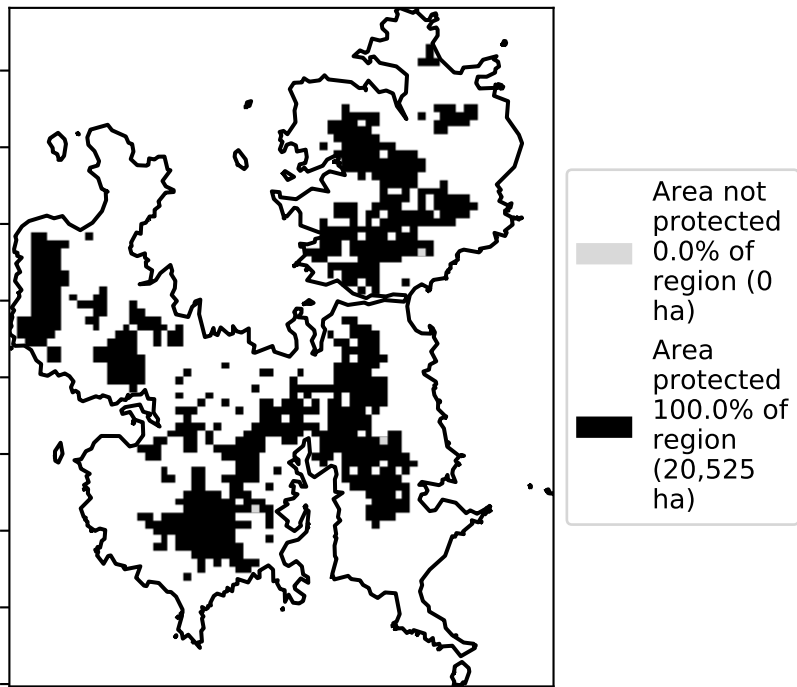 Area not
protected
0.0% of
region (0
ha)
Area
protected
100.0% of
region
(20,525
ha)